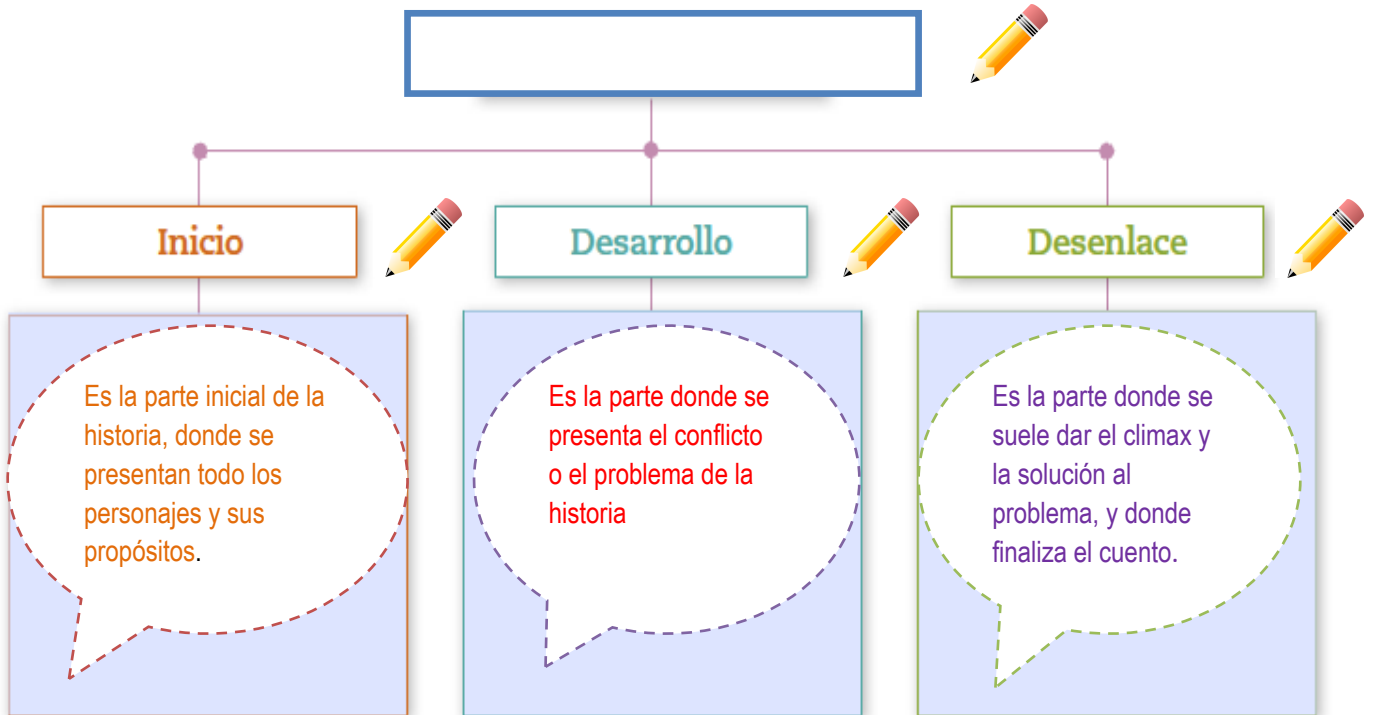 Inicio
Desarrollo
Desenlace
Es la parte inicial de la
historia, donde se
presentan todo los
personajes y sus
propósitos.
Es la parte donde se
presenta el conflicto
o el problema de la
historia
Es la parte donde se
suele dar el climax y
la solución al
problema, y donde
finaliza el cuento.